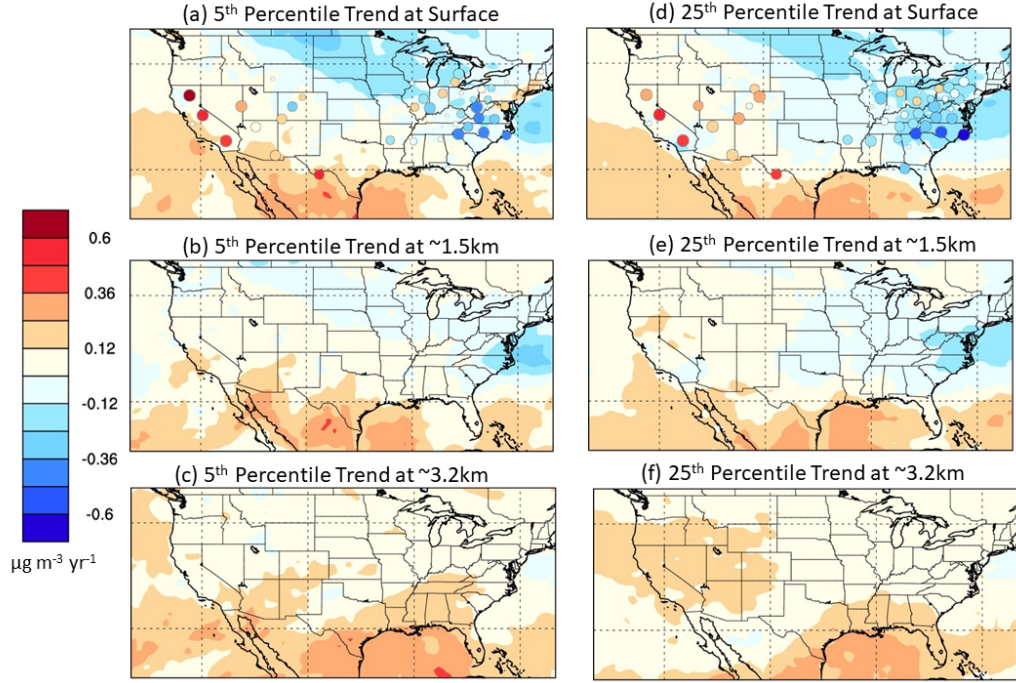 (a) 5th Percentile Trend at Surface
(d) 25th Percentile Trend at Surface
(b) 5th Percentile Trend at ~1.5km
(e) 25th Percentile Trend at ~1.5km
0.6
0.36
0.12
-0.12
-0.36
-0.6
µg m-3 yr-1
(c) 5th Percentile Trend at ~3.2km
(f) 25th Percentile Trend at ~3.2km